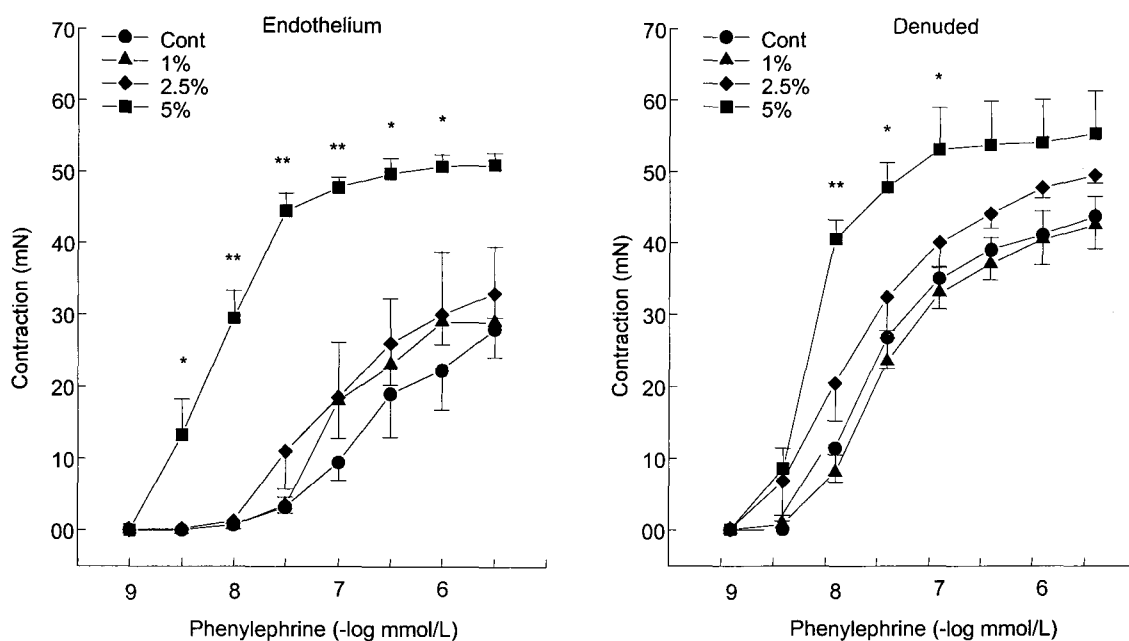 Endothelium
Cont
1%
2.5%
5%
70
60
50
40
30
20
10
00
Contraction (mN)
* ** ** ** * *
9 8 7 6
Phenylephrine (-log mmol/L)
Denuded
Cont
1%
2.5%
5%
70
60
50
40
30
20
10
00
Contraction (mN)
** * *
9 8 7 6
Phenylephrine (-log mmol/L)